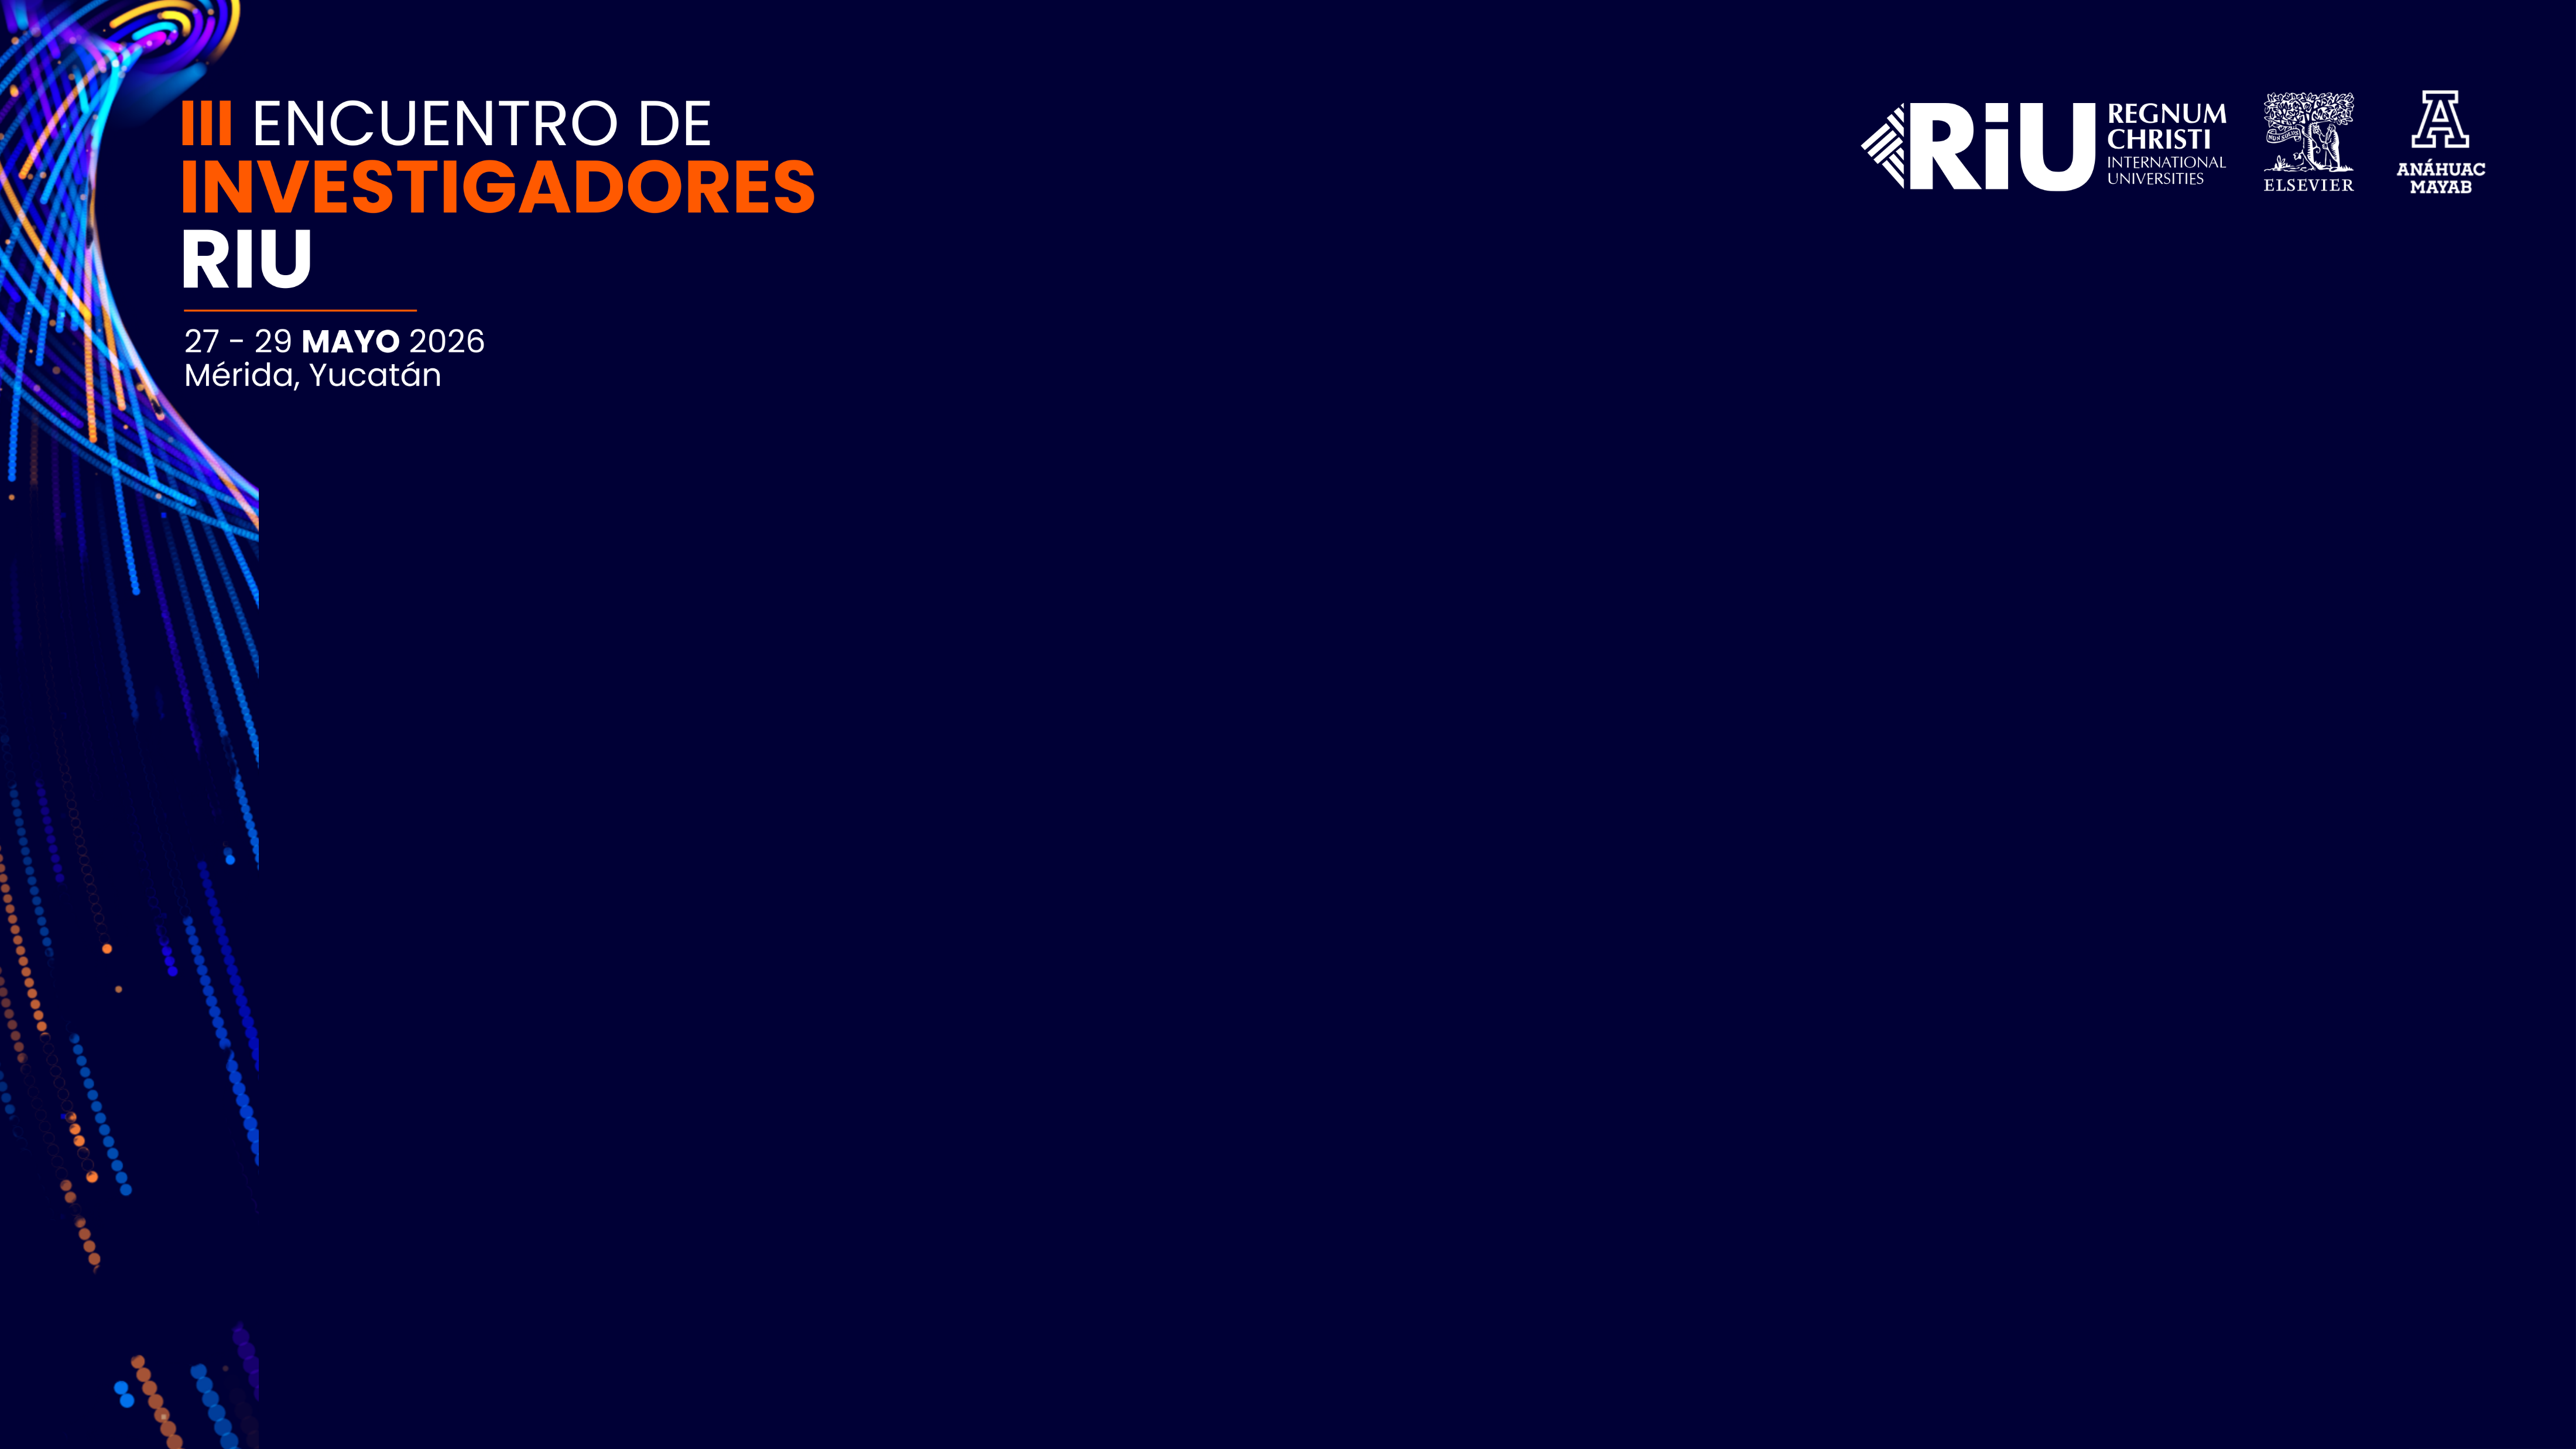 III ENCUENTRO DE
INVESTIGADORES
RIU
27 - 29 MAYO 2026
Mérida, Yucatán
RiU
REGNUM
CHRISTI
INTERNATIONAL
UNIVERSITIES
ELSEVIER
A
ANÁHUAC
MAYAB